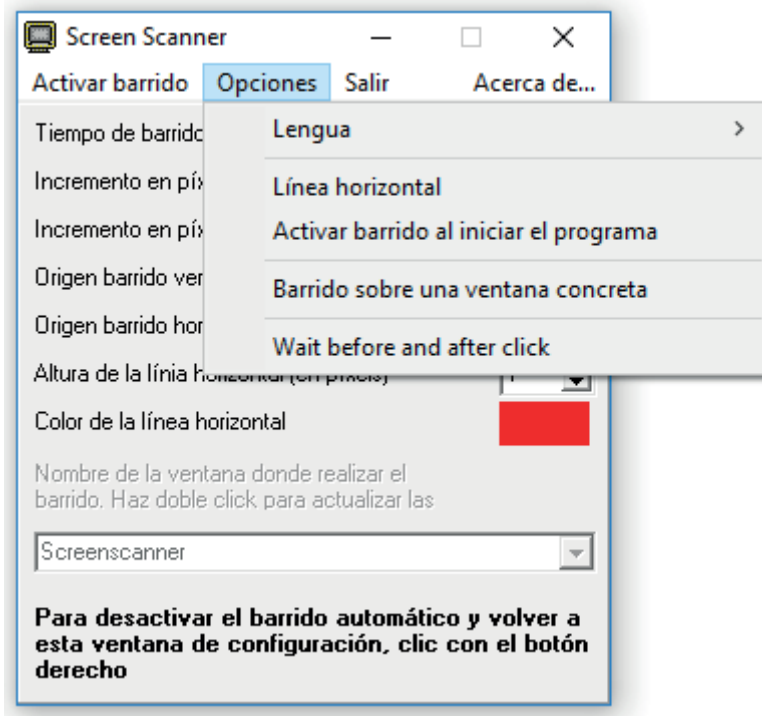 Screen Scanner
Activar barrido Opciones Salir Acerca de...
Lengua
Línea horizontal
Activar barrido al iniciar el programa
Barrido sobre una ventana concreta
Wait before and after click
Tiempo de barrido
Incremento en
Incremento en
Origen barrido
Origen barrido
Altura de la línia horizontal (en píxels) 1
Color de la línea horizontal
Nombre de la ventana donde realizar el
barrido. Haz doble click para actualizar las
Screenscanner
Para desactivar el barrido automático y volver a
esta ventana de configuración, clic con el botón
derecho